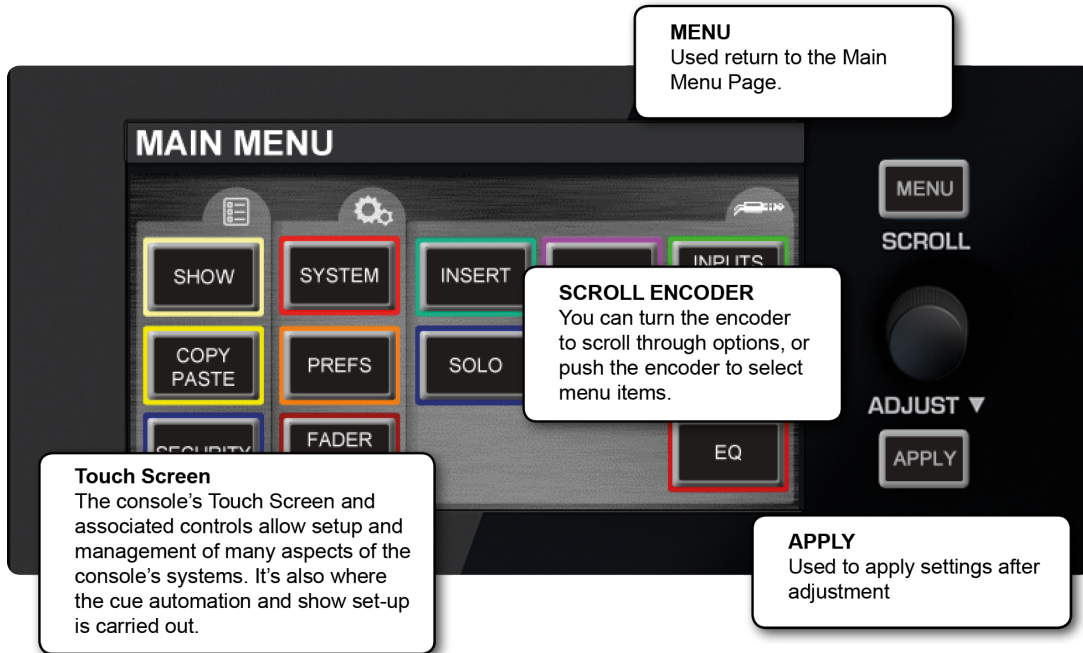 MENU
Used return to the Main
Menu Page.
MAIN MENU
MENU
SCROLL
SHOW
SYSTEM
INSERT
INPUTS
SCROLL ENCODER
You can turn the encoder
to scroll through options, or
push the encoder to select
menu items.
COPY
PASTE
PREFS
SOLO
ADJUST ▼
SECURITY
FADER
EQ
APPLY
Touch Screen
The console's Touch Screen and
associated controls allow setup and
management of many aspects of the
console's systems. It's also where
the cue automation and show set-up
is carried out.
APPLY
Used to apply settings after
adjustment